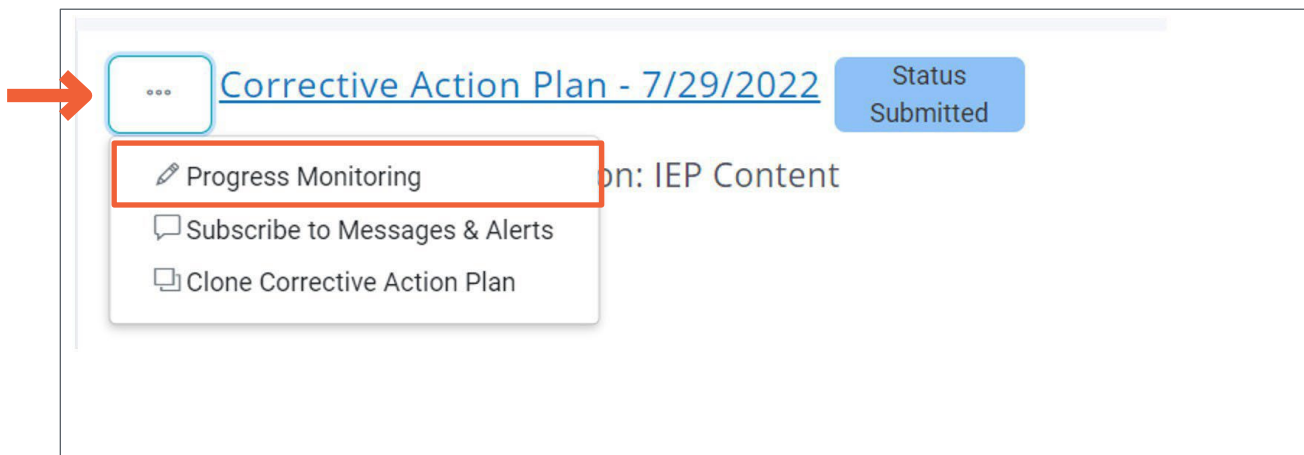 Corrective Action Plan - 7/29/2022
Status
Submitted
Progress Monitoring
on: IEP Content
Subscribe to Messages & Alerts
Clone Corrective Action Plan